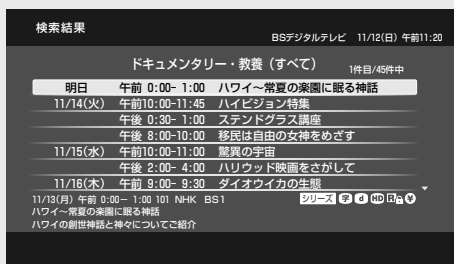 検索結果
BSデジタルテレビ 11/12(日) 午前11:20
ドキュメンタリー・教養（すべて） 1件目/45件中
明日 午前 0:00- 1:00 ハワイ〜常夏の楽園に眠る神話
11/14(火) 午前10:00-11:45 ハイビジョン特集
午後 0:30- 1:00 ステンドグラス講座
午後 8:00-10:00 移民は自由の女神をめざす
11/15(水) 午前10:00-11:00 驚異の宇宙
午後 2:00- 4:00 ハリウッド映画をさがして
11/16(木) 午前 9:00- 9:30 ダイオウイカの生態
11/13(月) 午前 0:00- 1:00 101 NHK BS1 シリーズ 字 d HD ¥
ハワイ〜常夏の楽園に眠る神話
ハワイの創世神話と神々についてご紹介